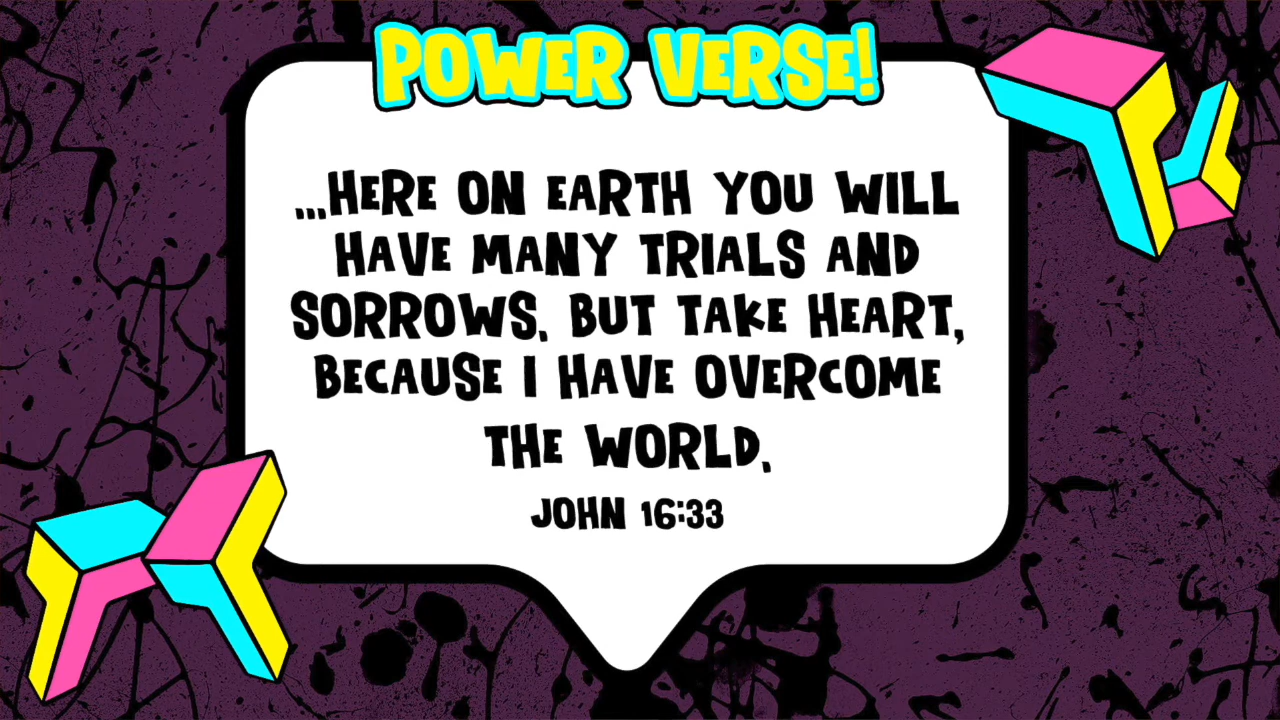 POWER VERSE!
...HERE ON EARTH YOU WILL
HAVE MANY TRIALS AND
SORROWS. BUT TAKE HEART,
BECAUSE I HAVE OVERCOME
THE WORLD.
JOHN 16:33